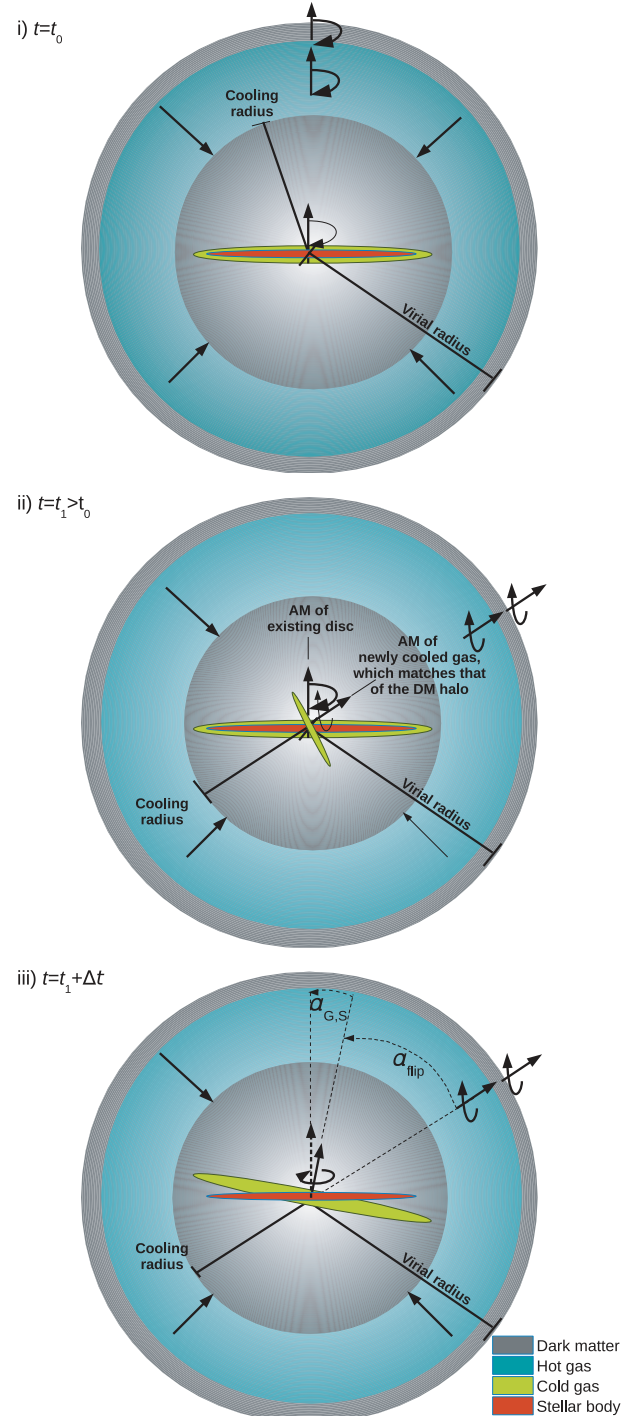 i) t=t0
Cooling
radius
Virial radius
ii) t=t1>t0
AM of
existing disc
AM of
newly cooled gas,
which matches that
of the DM halo
Cooling
radius
Virial radius
iii) t=t1+Δt
αG,S
αflip
Cooling
radius
Virial radius
Dark matter
Hot gas
Cold gas
Stellar body